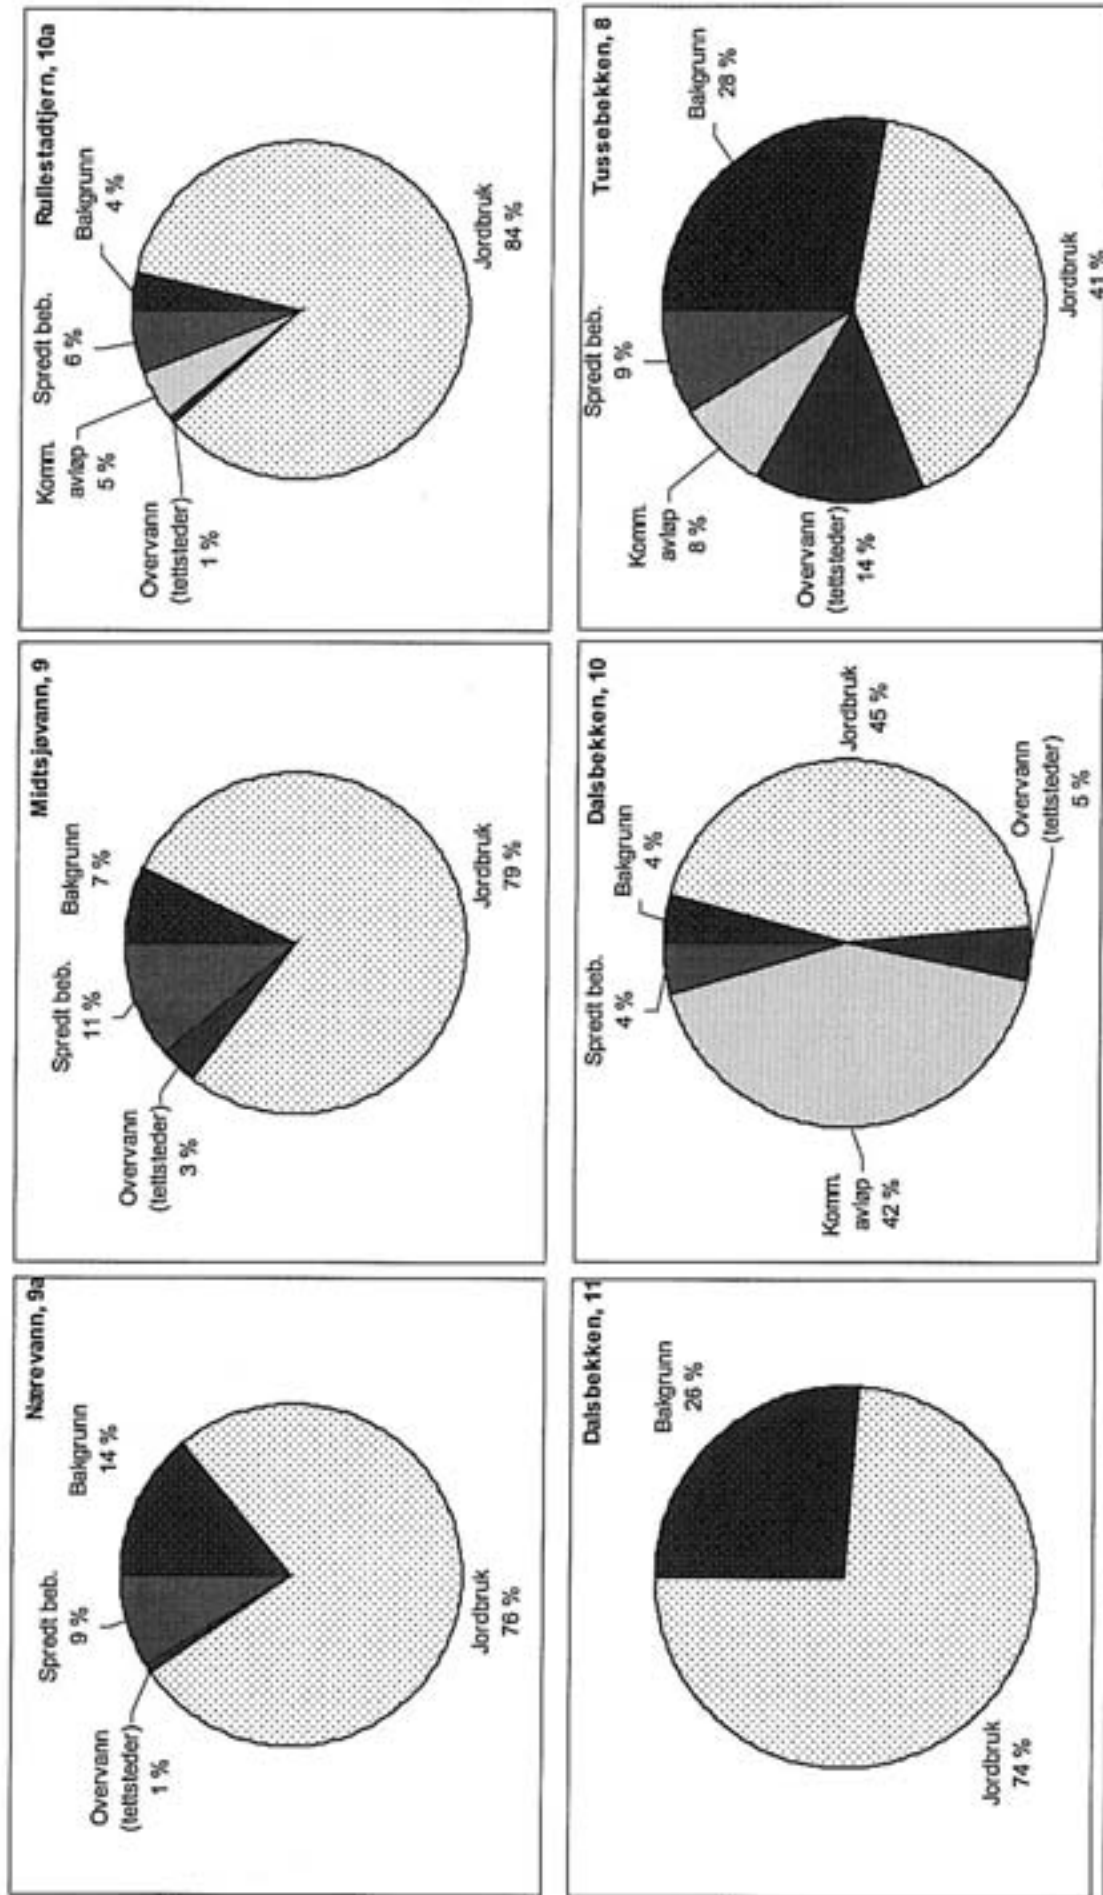 Nærevann, 9a
Spredt beb.
9 %
Bakgrunn
14 %
Overvann
(tettsteder)
1 %
Jordbruk
76 %
Midtsjøvann, 9
Spredt beb.
11 %
Bakgrunn
7 %
Overvann
(tettsteder)
3 %
Jordbruk
79 %
Rullestadtjern, 10a
Komm.
avløp
5 %
Spredt beb.
6 %
Bakgrunn
4 %
Overvann
(tettsteder)
1 %
Jordbruk
84 %
Dalsbekken, 11
Bakgrunn
26 %
Jordbruk
74 %
Dalsbekken, 10
Spredt beb.
4 %
Bakgrunn
4 %
Jordbruk
45 %
Komm.
avløp
42 %
Overvann
(tettsteder)
5 %
Tussebekken, 8
Spredt beb.
9 %
Bakgrunn
28 %
Komm.
avløp
8 %
Overvann
(tettsteder)
14 %
Jordbruk
41 %